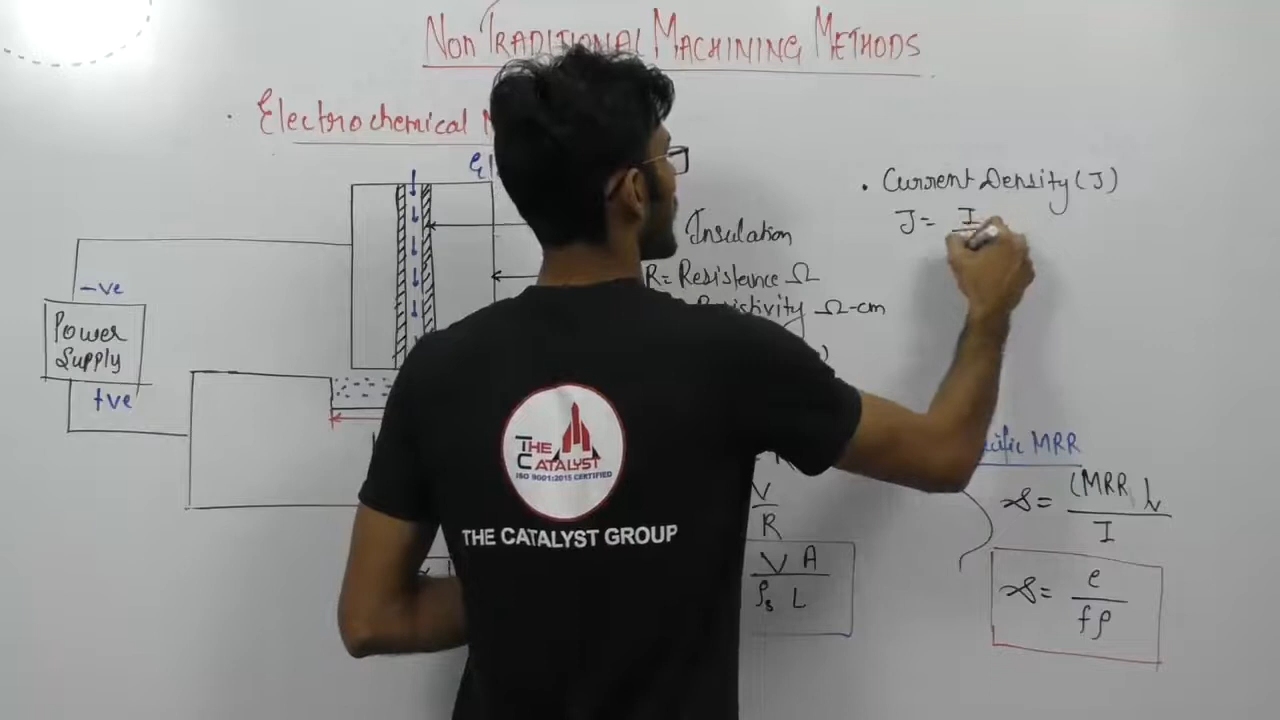 Non Traditional Machining Methods
. Electrochemical
Insulation
R = Resistance Ω
Resistivity Ω-cm
-ve
Power
Supply
+ve
. Current Density (J)
J = I
V
R
V A
ρs L
MRR
s = (MRR)v
I
s = e
fρ
THE
CATALYST
ISO 9001:2015 CERTIFIED
THE CATALYST GROUP